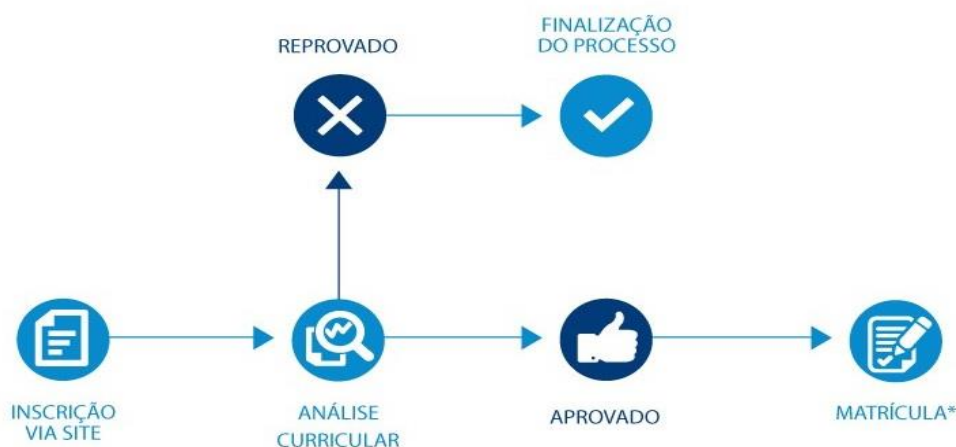 REPROVADO
FINALIZAÇÃO
DO PROCESSO
INSCRIÇÃO
VIA SITE
ANÁLISE
CURRICULAR
APROVADO
MATRÍCULA*